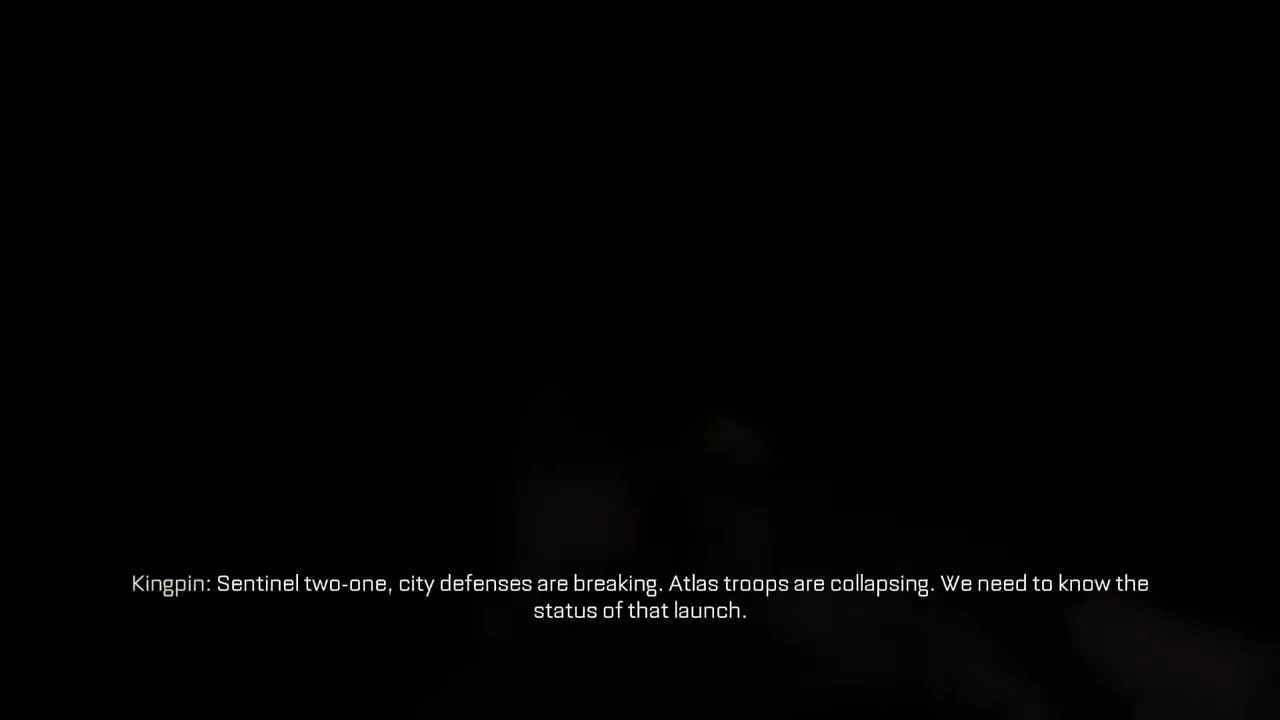 Kingpin: Sentinel two-one, city defenses are breaking. Atlas troops are collapsing. We need to know the
status of that launch.